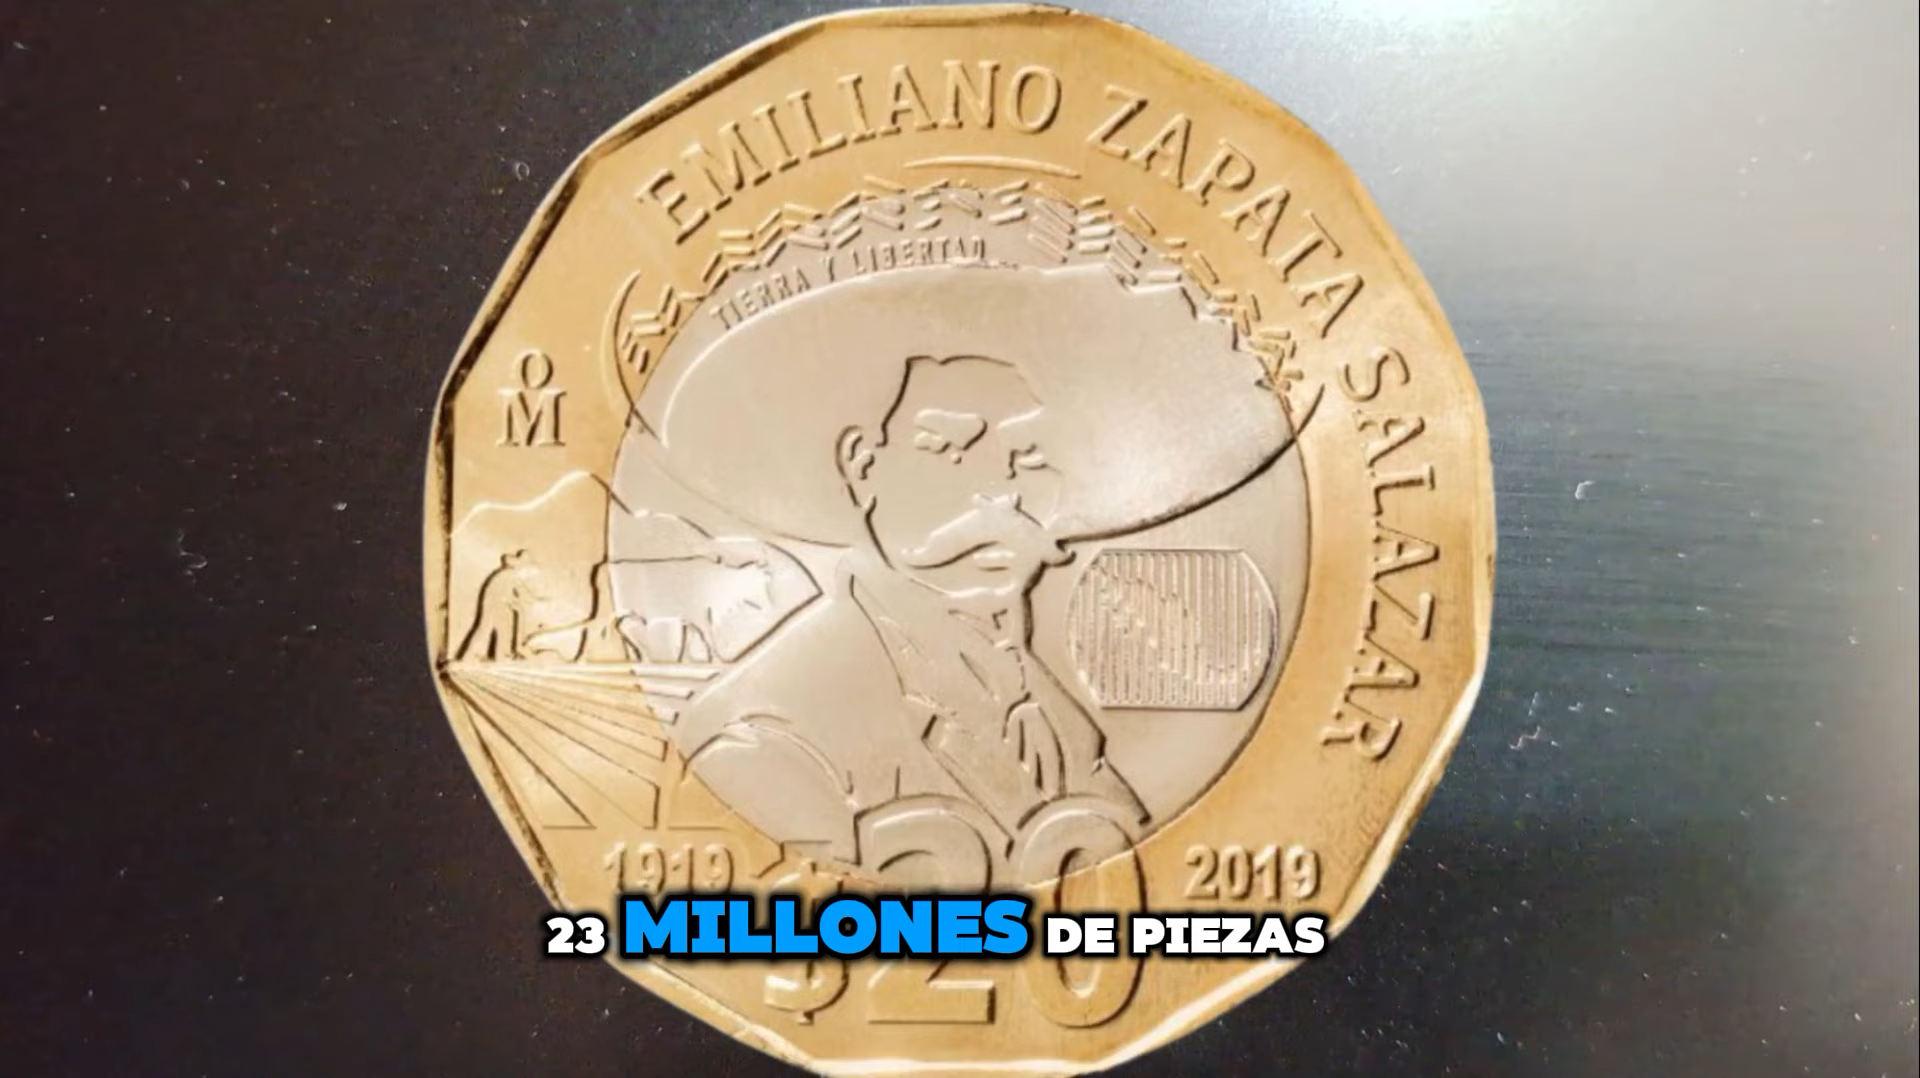 EMILIANO ZAPATA SALAZAR
TIERRA Y LIBERTAD
M
O
1919
2019
$20
23 MILLONES DE PIEZAS